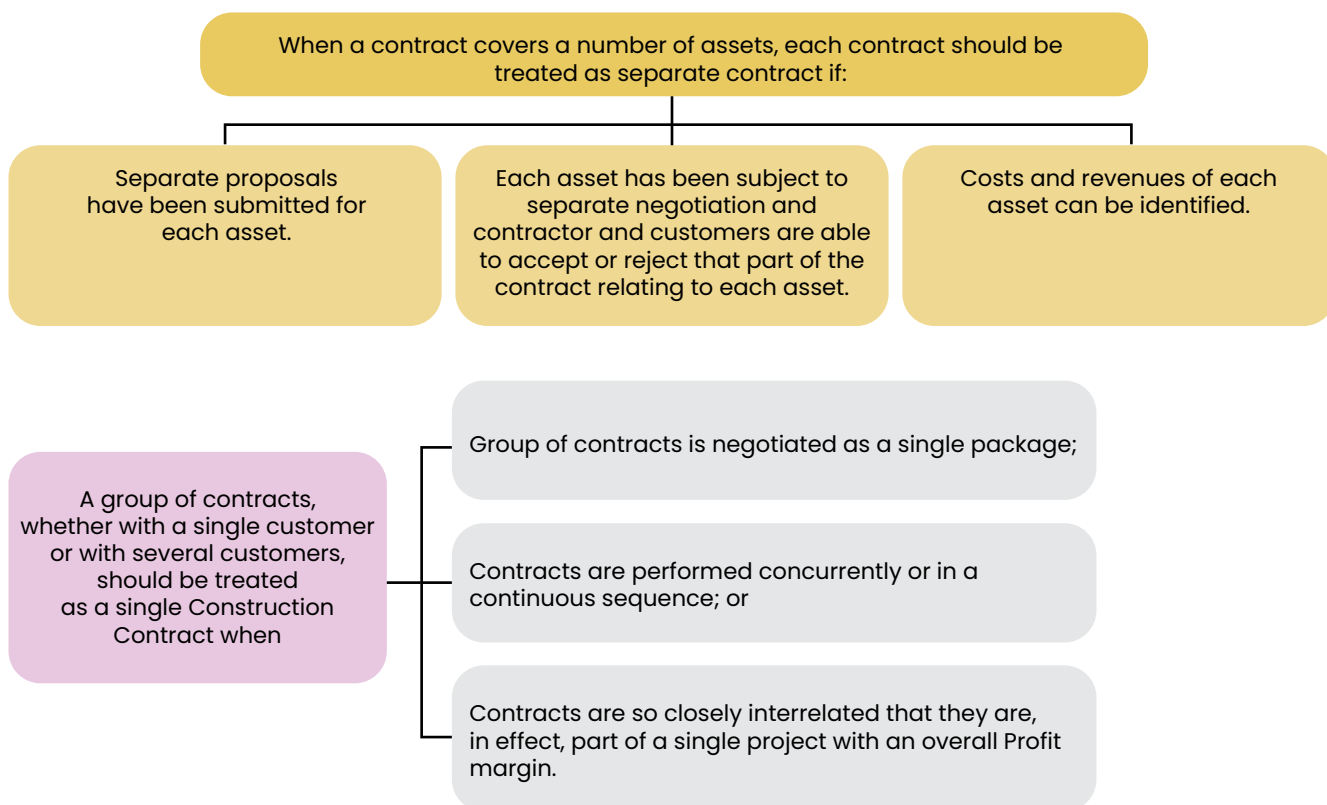 When a contract covers a number of assets, each contract should be
treated as separate contract if:
Separate proposals
have been submitted for
each asset.
Each asset has been subject to
separate negotiation and
contractor and customers are able
to accept or reject that part of the
contract relating to each asset.
Costs and revenues of each
asset can be identified.
A group of contracts,
whether with a single customer
or with several customers,
should be treated
as a single Construction
Contract when
Group of contracts is negotiated as a single package;
Contracts are performed concurrently or in a
continuous sequence; or
Contracts are so closely interrelated that they are,
in effect, part of a single project with an overall Profit
margin.